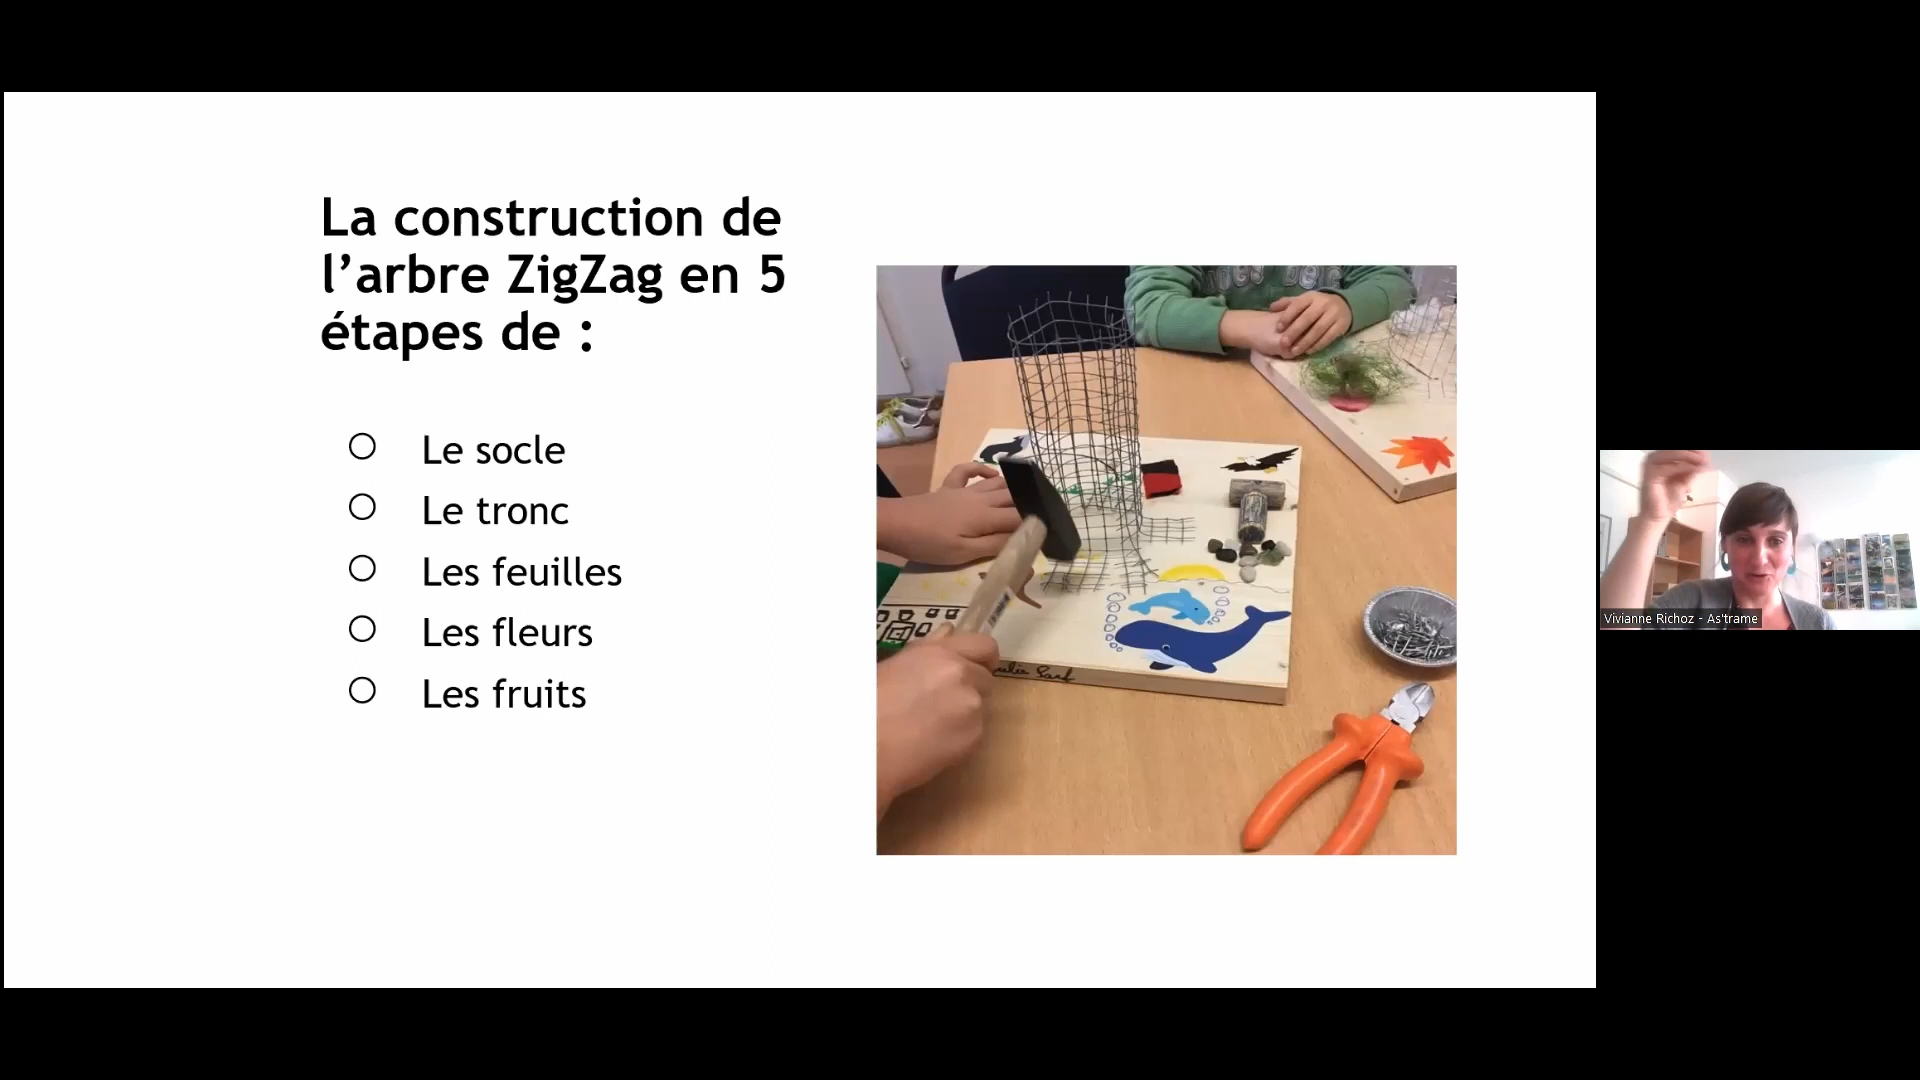 La construction de
l’arbre ZigZag en 5
étapes de :
Le socle
Le tronc
Les feuilles
Les fleurs
Les fruits
Vivianne Richoz - As'trame